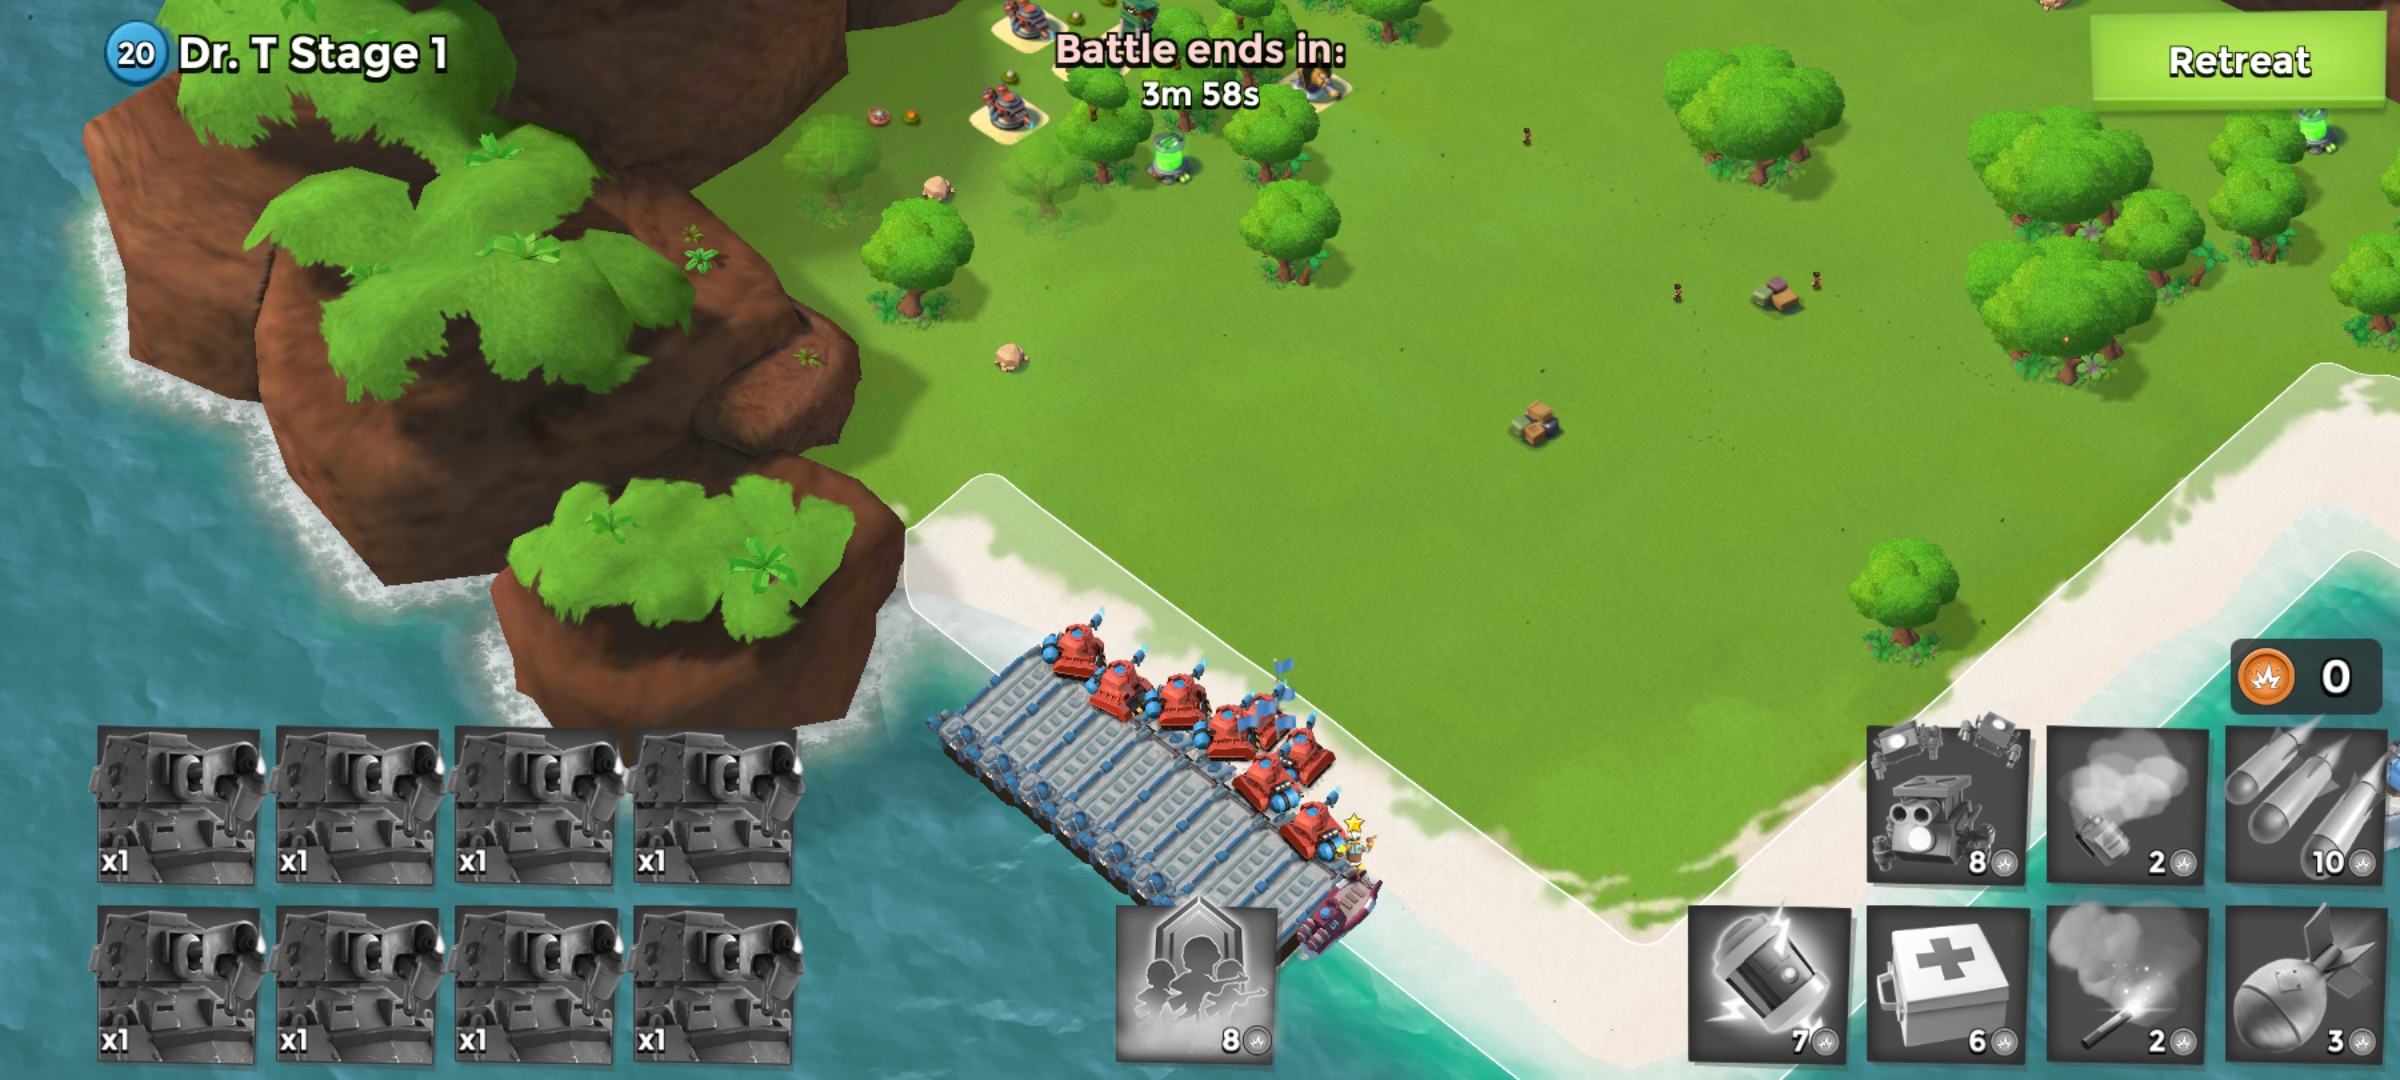 20 Dr. T Stage 1
Battle ends in:
3m 58s
Retreat
0
x1 x1 x1 x1
8 2 10
x1 x1 x1 x1
8
7 6 2 3